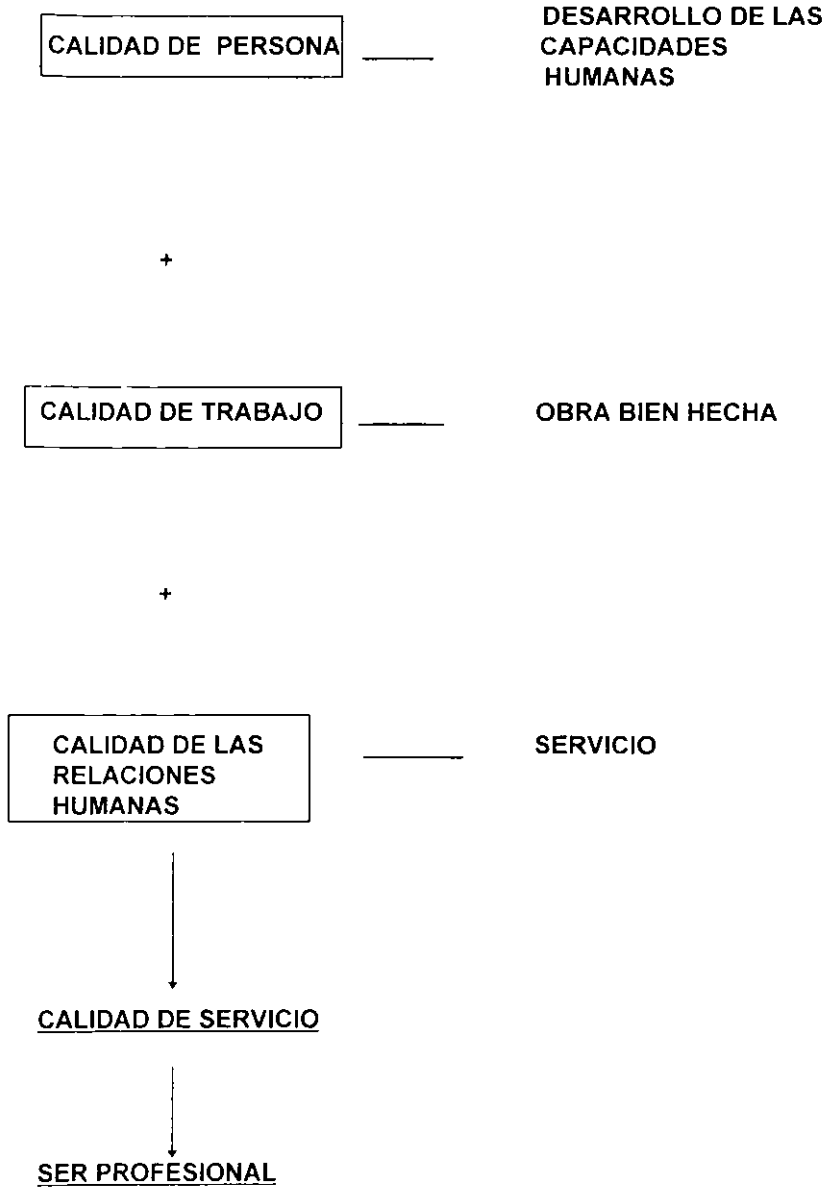 CALIDAD DE PERSONA
DESARROLLO DE LAS
CAPACIDADES
HUMANAS
+
CALIDAD DE TRABAJO
OBRA BIEN HECHA
+
CALIDAD DE LAS
RELACIONES
HUMANAS
SERVICIO
CALIDAD DE SERVICIO
SER PROFESIONAL